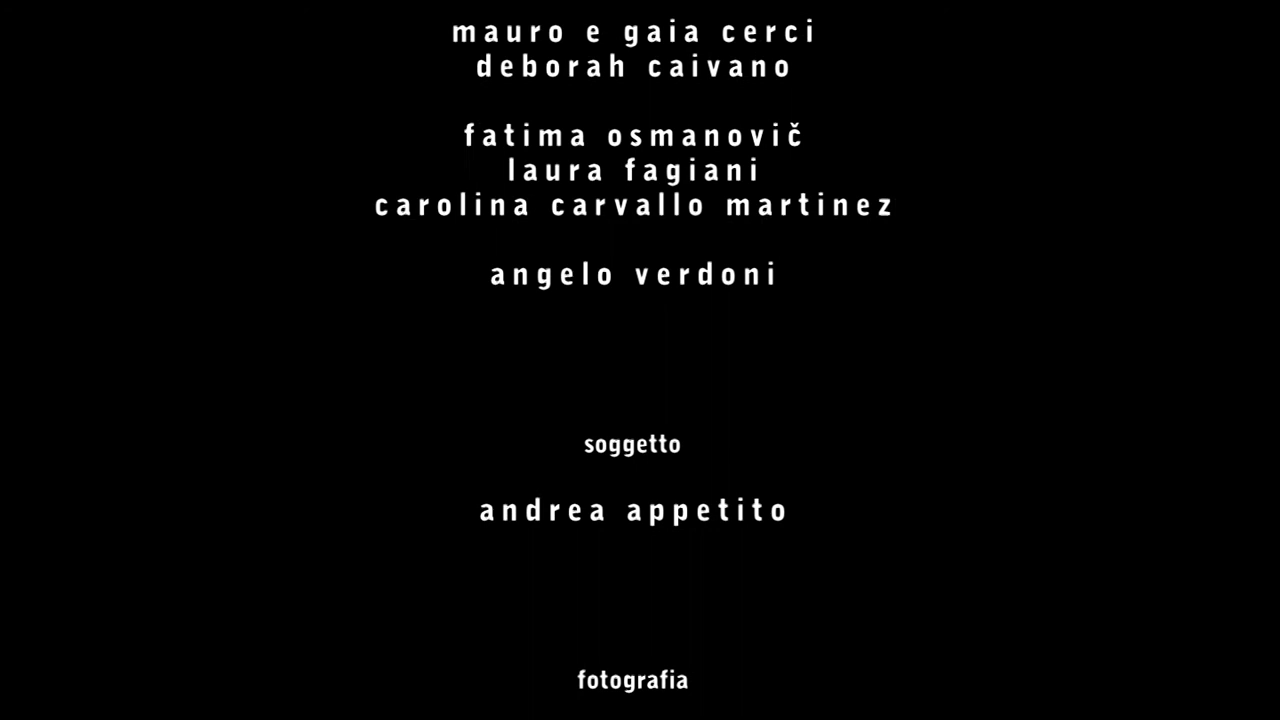 mauro e gaia cerci
deborah caivano
fatima osmanovič
laura fagiani
carolina carvallo martinez
angelo verdoni
soggetto
andrea appetito
fotografia